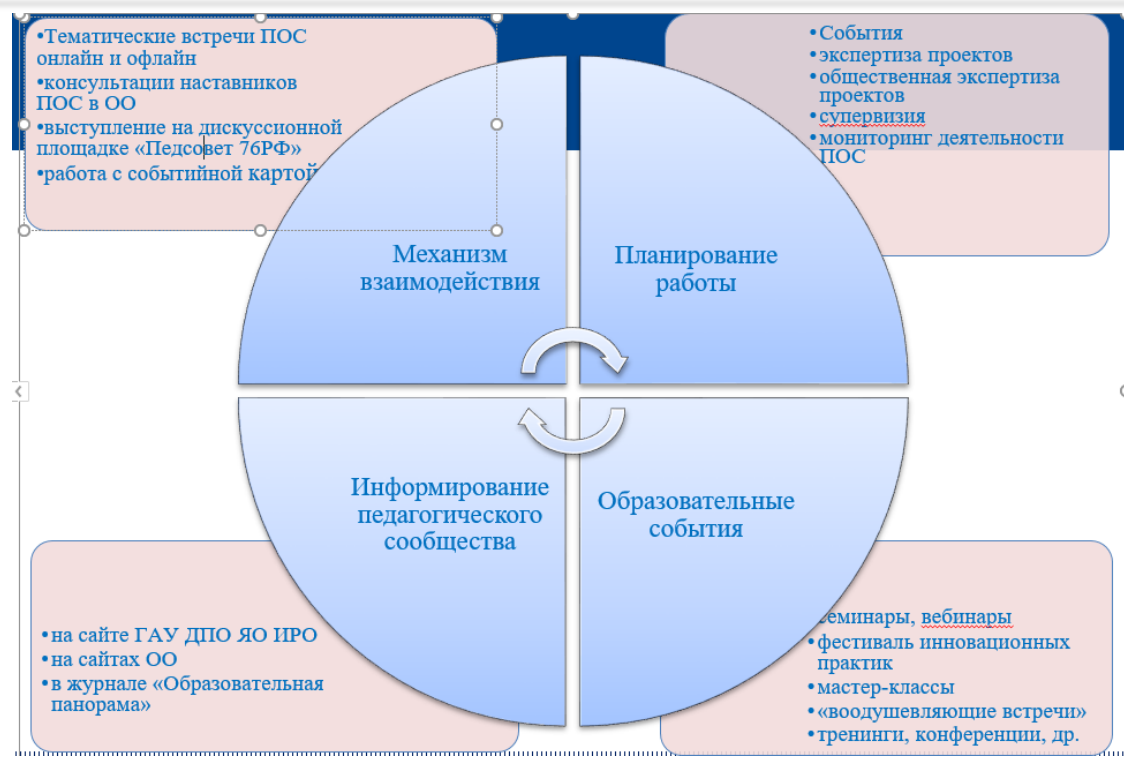 •Тематические встречи ПОС
онлайн и офлайн
•консультации наставников
ПОС в ОО
•выступление на дискуссионной
площадке «Педсовет 76РФ»
•работа с событийной картой
•События
•экспертиза проектов
•общественная экспертиза
проектов
•супервизия
•мониторинг деятельности
ПОС
Механизм
взаимодействия
Планирование
работы
Информирование
педагогического
сообщества
Образовательные
события
•на сайте ГАУ ДПО ЯО ИРО
•на сайтах ОО
•в журнале «Образовательная
панорама»
семинары, вебинары
•фестиваль инновационных
практик
•мастер-классы
•«воодушевляющие встречи»
•тренинги, конференции, др.